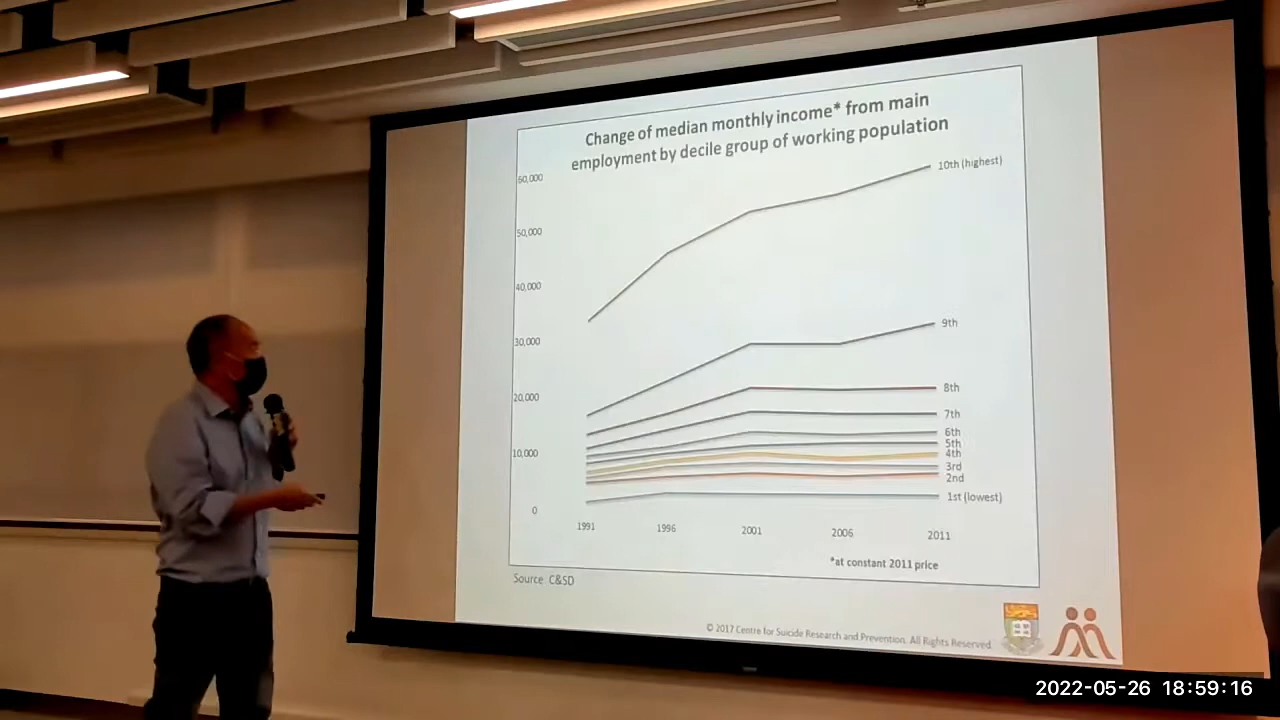 Change of median monthly income* from main
employment by decile group of working population
60,000
50,000
40,000
30,000
20,000
10,000
0
10th (highest)
9th
8th
7th
6th
5th
4th
3rd
2nd
1st (lowest)
1991 1996 2001 2006 2011
*at constant 2011 price
Source: C&SD
© 2017 Centre for Suicide Research and Prevention. All Rights Reserved.
2022-05-26 18:59:16